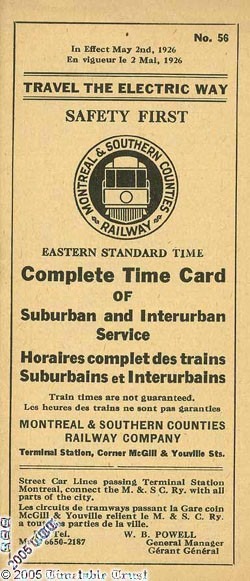 No. 56
In Effect May 2nd, 1926
En vigueur le 2 Mai, 1926
TRAVEL THE ELECTRIC WAY
SAFETY FIRST
MONTREAL & SOUTHERN COUNTIES
RAILWAY
EASTERN STANDARD TIME
Complete Time Card
OF
Suburban and Interurban
Service
Horaires complet des trains
Suburbains et Interurbains
Train times are not guaranteed.
Les heures des trains ne sont pas garanties
MONTREAL & SOUTHERN COUNTIES
RAILWAY COMPANY
Terminal Station, Corner McGill & Youville Sts.
Street Car Lines passing Terminal Station
Montreal, connect the M. & S.C. Ry. with all
parts of the city.
Les circuits de tramways passant la Gare coin
McGill & Youville relient le M. & S.C. Ry.
a toutes parties de la ville.
Tel. W. B. POWELL
6650-2187 General Manager
Gérant Général
© 2005 Timetable Trust
2005